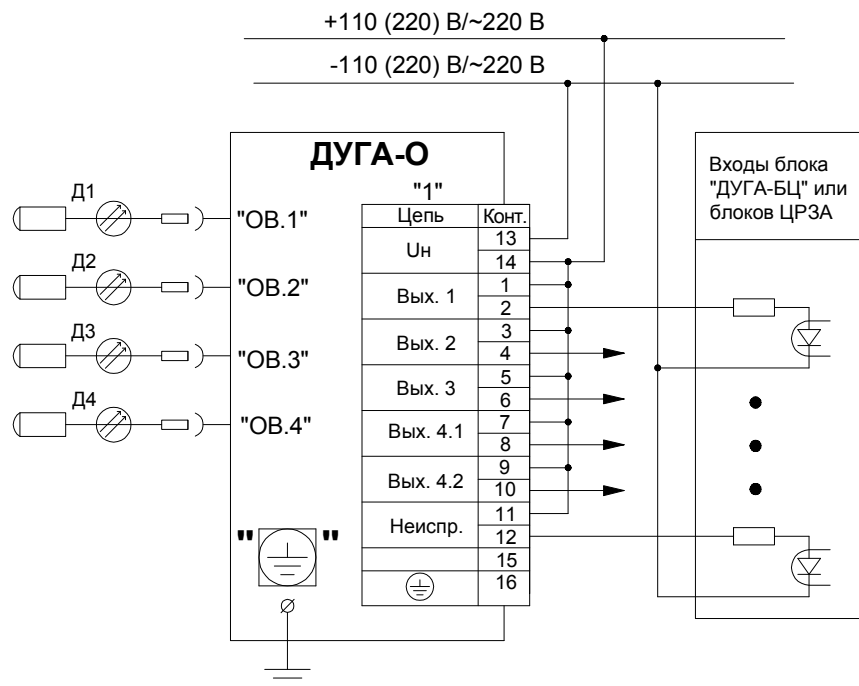 +110 (220) В/~220 В
-110 (220) В/~220 В
ДУГА-О
"1"
Цепь Конт.
Uн 13
14
Вых. 1 1
2
Вых. 2 3
4
Вых. 3 5
6
Вых. 4.1 7
8
Вых. 4.2 9
10
Неиспр. 11
12
15
16
Д1 "ОВ.1"
Д2 "ОВ.2"
Д3 "ОВ.3"
Д4 "ОВ.4"
" "
Входы блока
"ДУГА-БЦ" или
блоков ЦРЗА